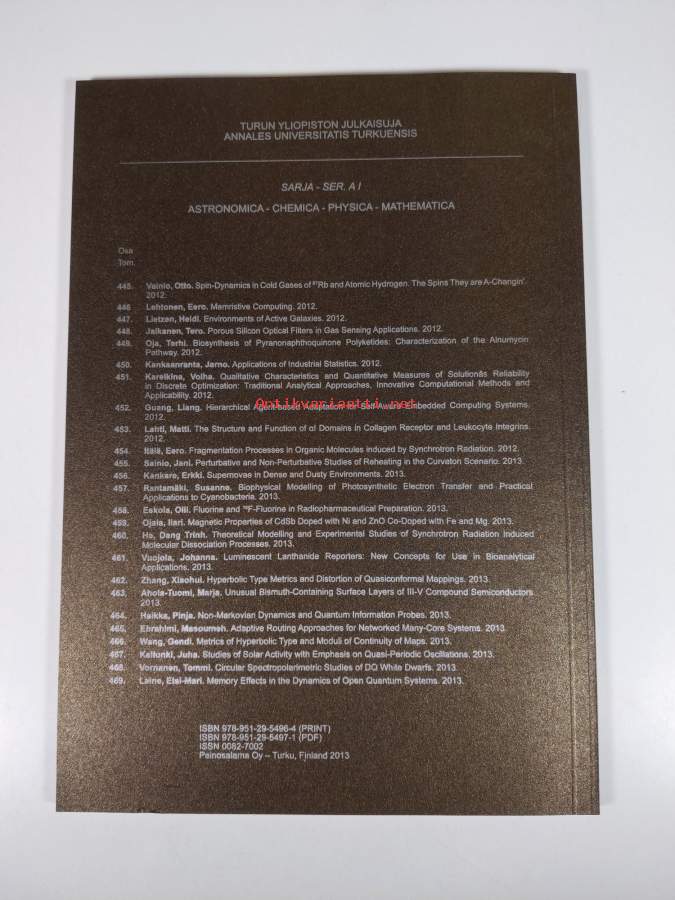 TURUN YLIOPISTON JULKAISUJA
ANNALES UNIVERSITATIS TURKUENSIS
SARJA - SER. A I
ASTRONOMICA - CHEMICA - PHYSICA - MATHEMATICA
Osa
Tom.
445. Vainio, Otto. Spin-Dynamics in Cold Gases of ⁸⁷Rb and Atomic Hydrogen. The Spins They are A-Changin'.
2012.
446. Lehtonen, Eero. Memristive Computing. 2012.
447. Lietzen, Heidi. Environments of Active Galaxies. 2012.
448. Jalkanen, Tero. Porous Silicon Optical Filters in Gas Sensing Applications. 2012.
449. Oja, Terhi. Biosynthesis of Pyranonaphthoquinone Polyketides: Characterization of the Alnumycin
Pathway. 2012.
450. Kankaanranta, Jarno. Applications of Industrial Statistics. 2012.
451. Karelkina, Volha. Qualitative Characteristics and Quantitative Measures of Solution's Reliability
in Discrete Optimization: Traditional Analytical Approaches, Innovative Computational Methods and
Applicability. 2012.
Antikvariaatti.net
452. Guang, Liang. Hierarchical Agent-based Adaptation for Self-Aware Embedded Computing Systems.
2012.
453. Lahti, Matti. The Structure and Function of αI Domains in Collagen Receptor and Leukocyte Integrins.
2012.
454. Itälä, Eero. Fragmentation Processes in Organic Molecules Induced by Synchrotron Radiation. 2012.
455. Sainio, Jani. Perturbative and Non-Perturbative Studies of Reheating in the Curvaton Scenario. 2013.
456. Kankare, Erkki. Supernovae in Dense and Dusty Environments. 2013.
457. Rantamäki, Susanne. Biophysical Modelling of Photosynthetic Electron Transfer and Practical
Applications to Cyanobacteria. 2013.
458. Eskola, Olli. Fluorine and ¹⁸F-Fluorine in Radiopharmaceutical Preparation. 2013.
459. Ojala, Ilari. Magnetic Properties of CdSb Doped with Ni and ZnO Co-Doped with Fe and Mg. 2013.
460. Ha, Dang Trinh. Theoretical Modelling and Experimental Studies of Synchrotron Radiation Induced
Molecular Dissociation Processes. 2013.
461. Vuojola, Johanna. Luminescent Lanthanide Reporters: New Concepts for Use in Bioanalytical
Applications. 2013.
462. Zhang, Xiaohui. Hyperbolic Type Metrics and Distortion of Quasiconformal Mappings. 2013.
463. Ahola-Tuomi, Marja. Unusual Bismuth-Containing Surface Layers of III-V Compound Semiconductors.
2013.
464. Haikka, Pinja. Non-Markovian Dynamics and Quantum Information Probes. 2013.
465. Ebrahimi, Masoumeh. Adaptive Routing Approaches for Networked Many-Core Systems. 2013.
466. Wang, Gendi. Metrics of Hyperbolic Type and Moduli of Continuity of Maps. 2013.
467. Kallunki, Juha. Studies of Solar Activity with Emphasis on Quasi-Periodic Oscillations. 2013.
468. Vornanen, Tommi. Circular Spectropolarimetric Studies of DQ White Dwarfs. 2013.
469. Laine, Elsi-Mari. Memory Effects in the Dynamics of Open Quantum Systems. 2013.
ISBN 978-951-29-5496-4 (PRINT)
ISBN 978-951-29-5497-1 (PDF)
ISSN 0082-7002
Painosalama Oy – Turku, Finland 2013